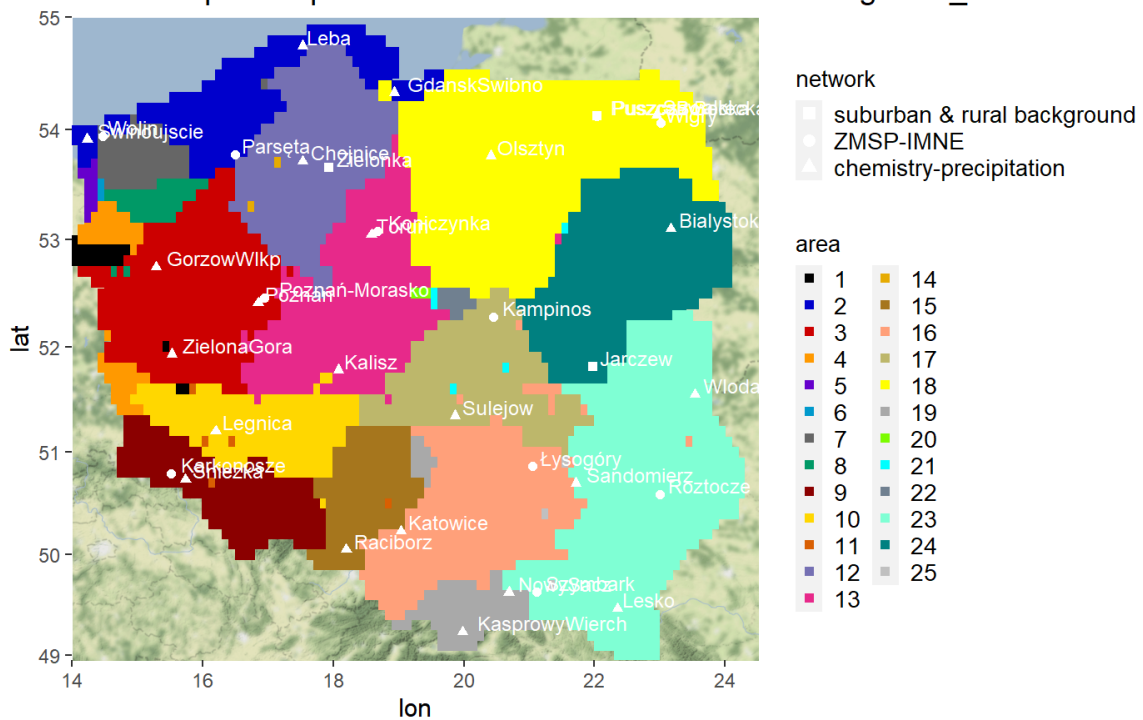 55
54
53
52
51
50
49
lat
14
16
18
20
22
24
lon
Leba
GdanskSwibno
Wolin
Swinoujscie
Parsęta
Chojnice
Zielonka
Olsztyn
Wigry
Koniczynka
Torun
Bialystok
GorzowWlkp
Poznań-Morasko
Poznan
Kampinos
ZielonaGora
Kalisz
Jarczew
Wloda
Sulejow
Legnica
Karkonosze
Sniezka
Łysogóry
Sandomierz
Roztocze
Katowice
Raciborz
NowySacz
Szymbark
Lesko
KasprowyWierch
network
suburban & rural background
ZMSP-IMNE
chemistry-precipitation
area
1
2
3
4
5
6
7
8
9
10
11
12
13
14
15
16
17
18
19
20
21
22
23
24
25